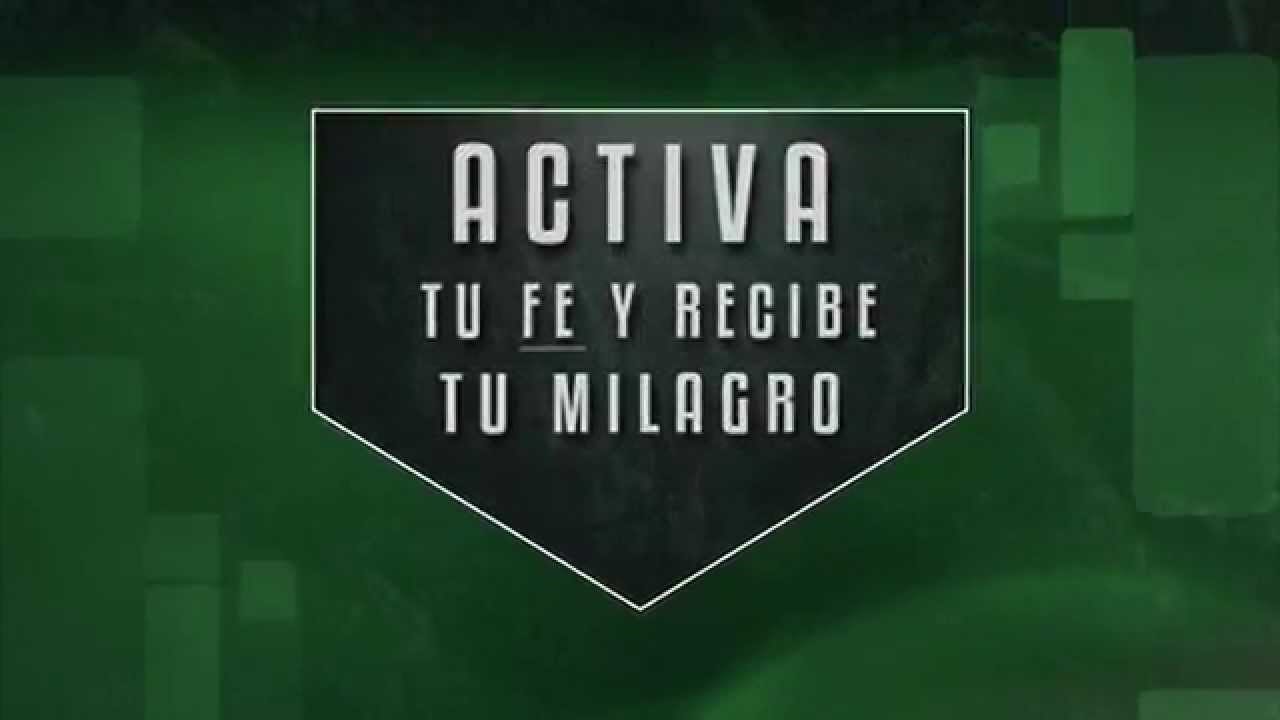 ACTIVA
TU FE Y RECIBE
TU MILAGRO